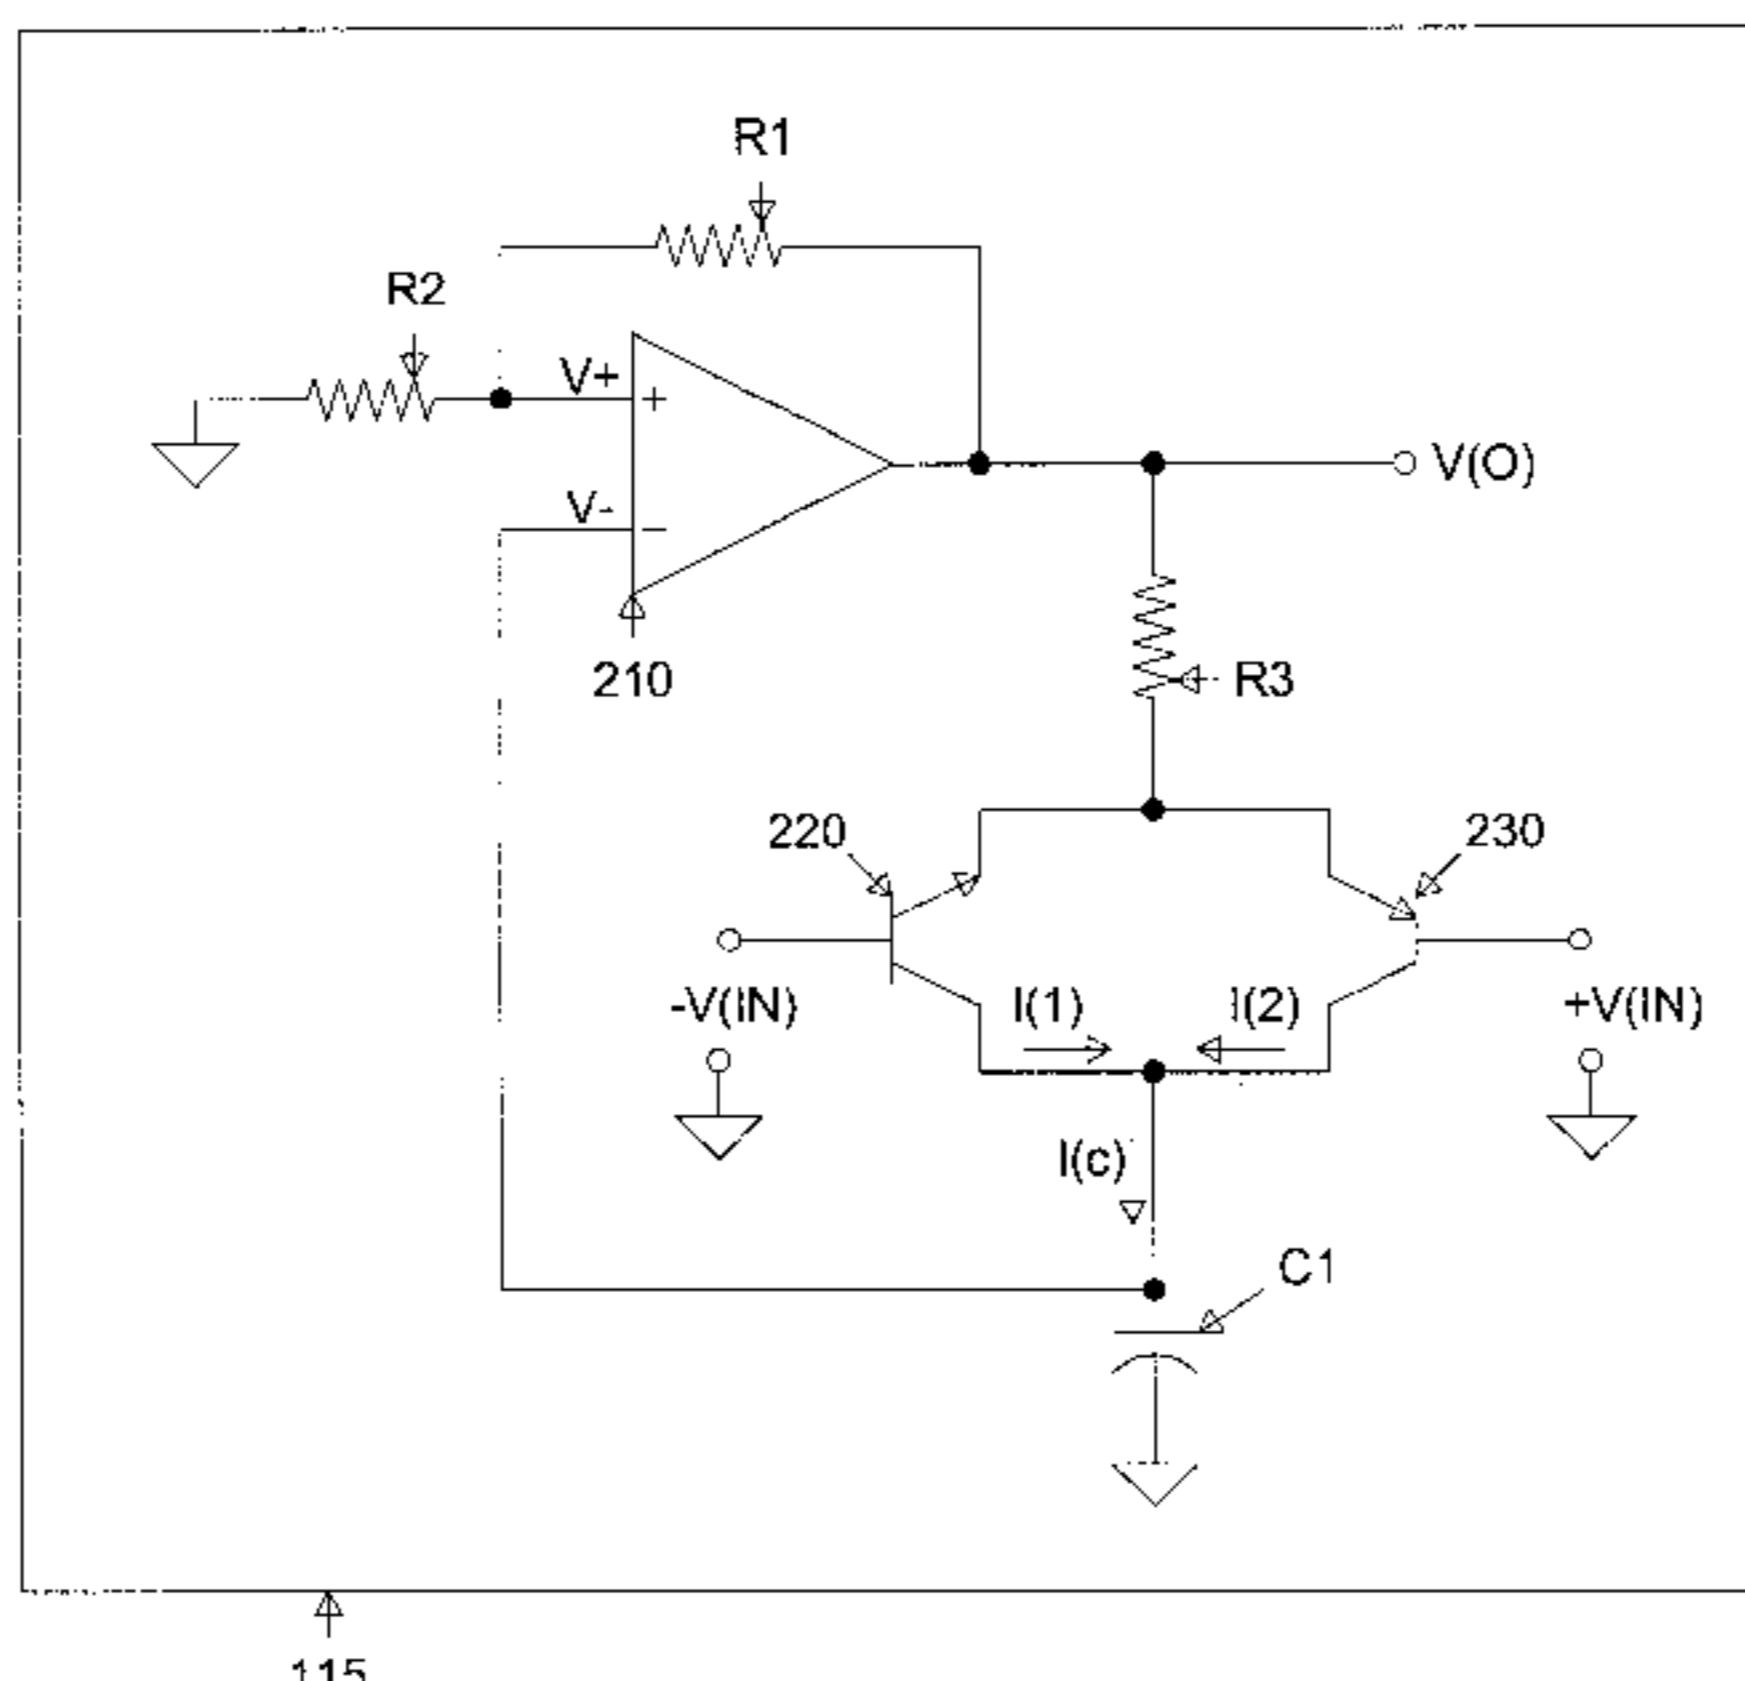 R1
R2
V+
+
V(O)
V-
−
210
R3
220
230
-V(IN)
I(1)
I(2)
+V(IN)
I(c)
C1
115